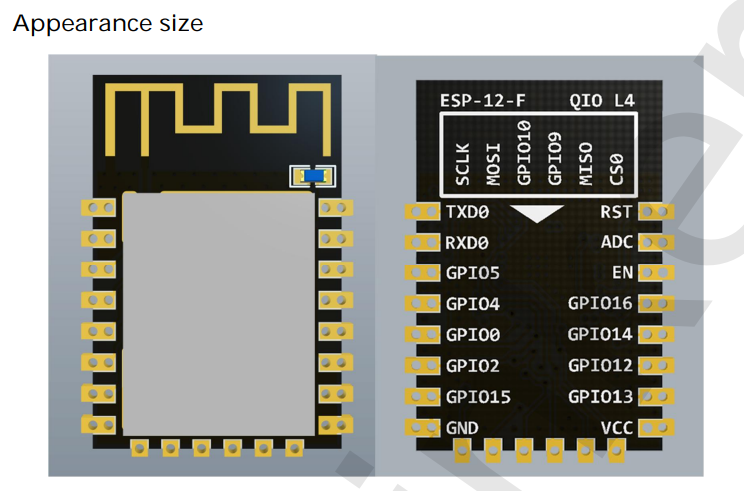 Appearance size
ESP-12-F QIO L4
SCLK MOSI GPIO10 GPIO9 MISO CS0
TXD0 RST
RXD0 ADC
GPIO5 EN
GPIO4 GPIO16
GPIO0 GPIO14
GPIO2 GPIO12
GPIO15 GPIO13
GND VCC